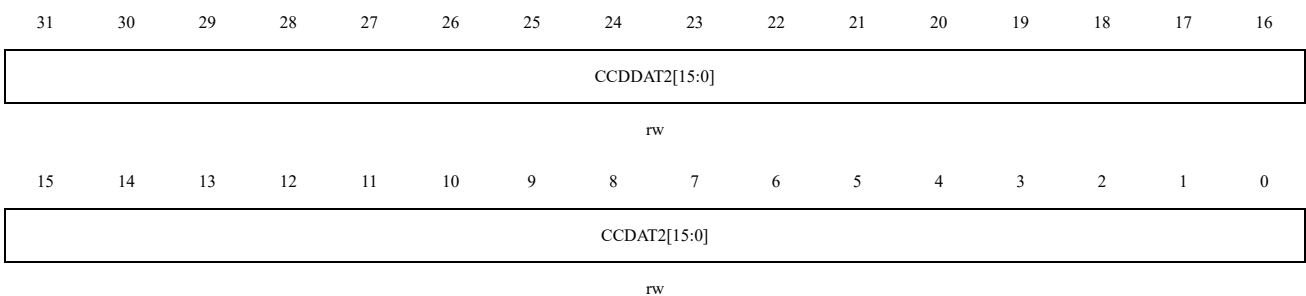 31 30 29 28 27 26 25 24 23 22 21 20 19 18 17 16
CCDDAT2[15:0]
rw
15 14 13 12 11 10 9 8 7 6 5 4 3 2 1 0
CCDAT2[15:0]
rw